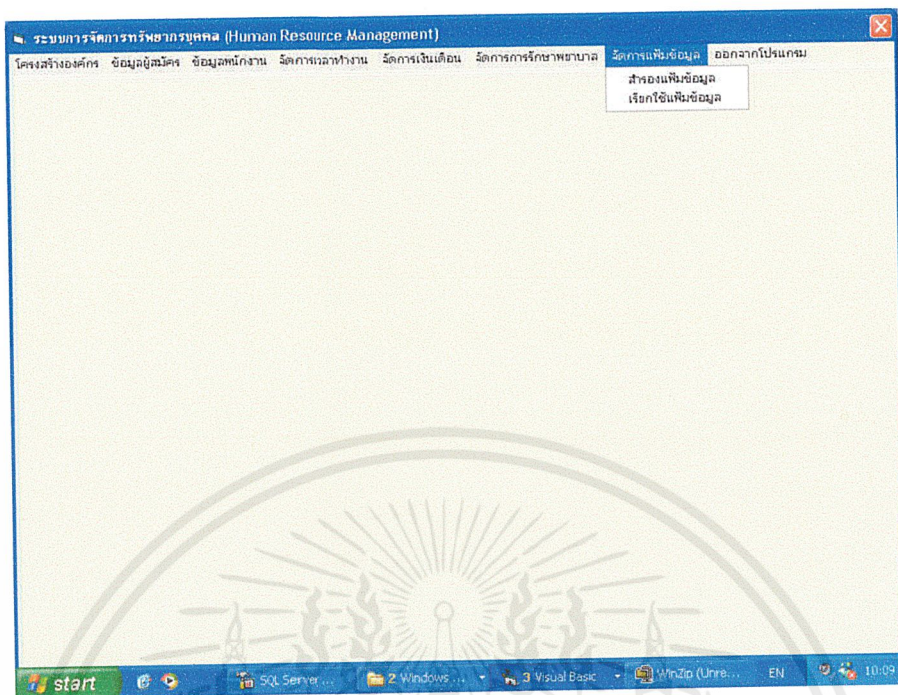 ระบบการจัดการทรัพยากรบุคคล (Human Resource Management)
โครงสร้างองค์กร ข้อมูลผู้สมัคร ข้อมูลพนักงาน จัดการเวลาทำงาน จัดการเงินเดือน จัดการการรักษาพยาบาล จัดการแฟ้มข้อมูล ออกจากโปรแกรม
สำรองแฟ้มข้อมูล
เรียกใช้แฟ้มข้อมูล
start SQL Server ... 2 Windows ... 3 Visual Basic WinZip (Unre... EN 10:09